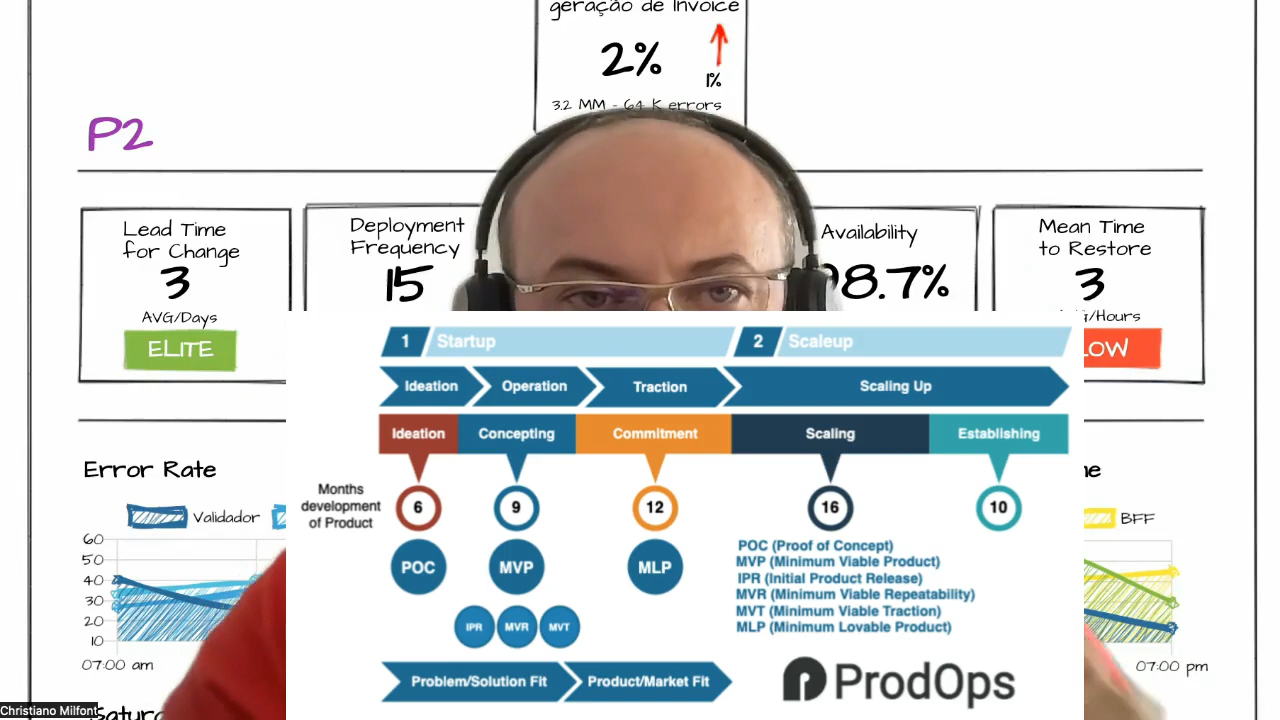 geração de Invoice
2%
1%
3.2 MM - 64 K errors
P2
Lead Time
for Change
3
AVG/Days
ELITE
Deployment
Frequency
15
Availability
98.7%
Mean Time
to Restore
3
/Hours
LOW
1 Startup
2 Scaleup
Ideation
Operation
Traction
Scaling Up
Ideation
Concepting
Commitment
Scaling
Establishing
Months
development
of Product
6
9
12
16
10
POC
MVP
MLP
IPR
MVR
MVT
POC (Proof of Concept)
MVP (Minimum Viable Product)
IPR (Initial Product Release)
MVR (Minimum Viable Repeatability)
MVT (Minimum Viable Traction)
MLP (Minimum Lovable Product)
Problem/Solution Fit
Product/Market Fit
ProdOps
Error Rate
Validador
60
50
40
30
20
10
07:00 am
BFF
07:00 pm
Christiano Milfont